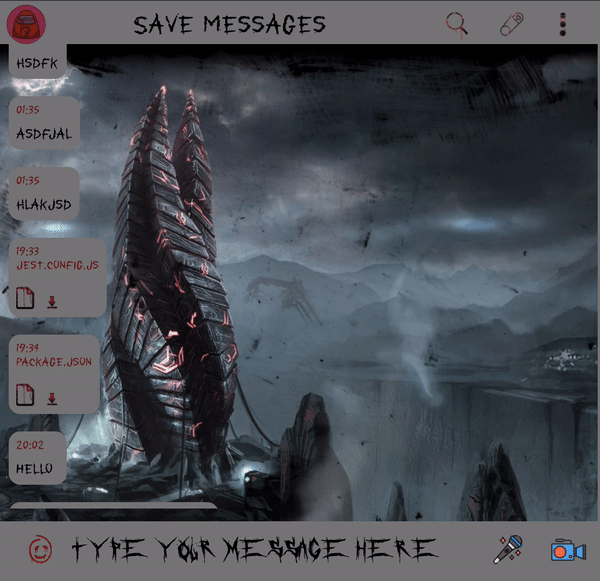 SAVE MESSAGES
HSDFK
01:35
ASDFJAL
01:35
HLAKJSD
19:33
JEST.CONFIG.JS
19:34
PACKAGE.JSON
20:02
HELLO
TYPE YOUR MESSAGE HERE